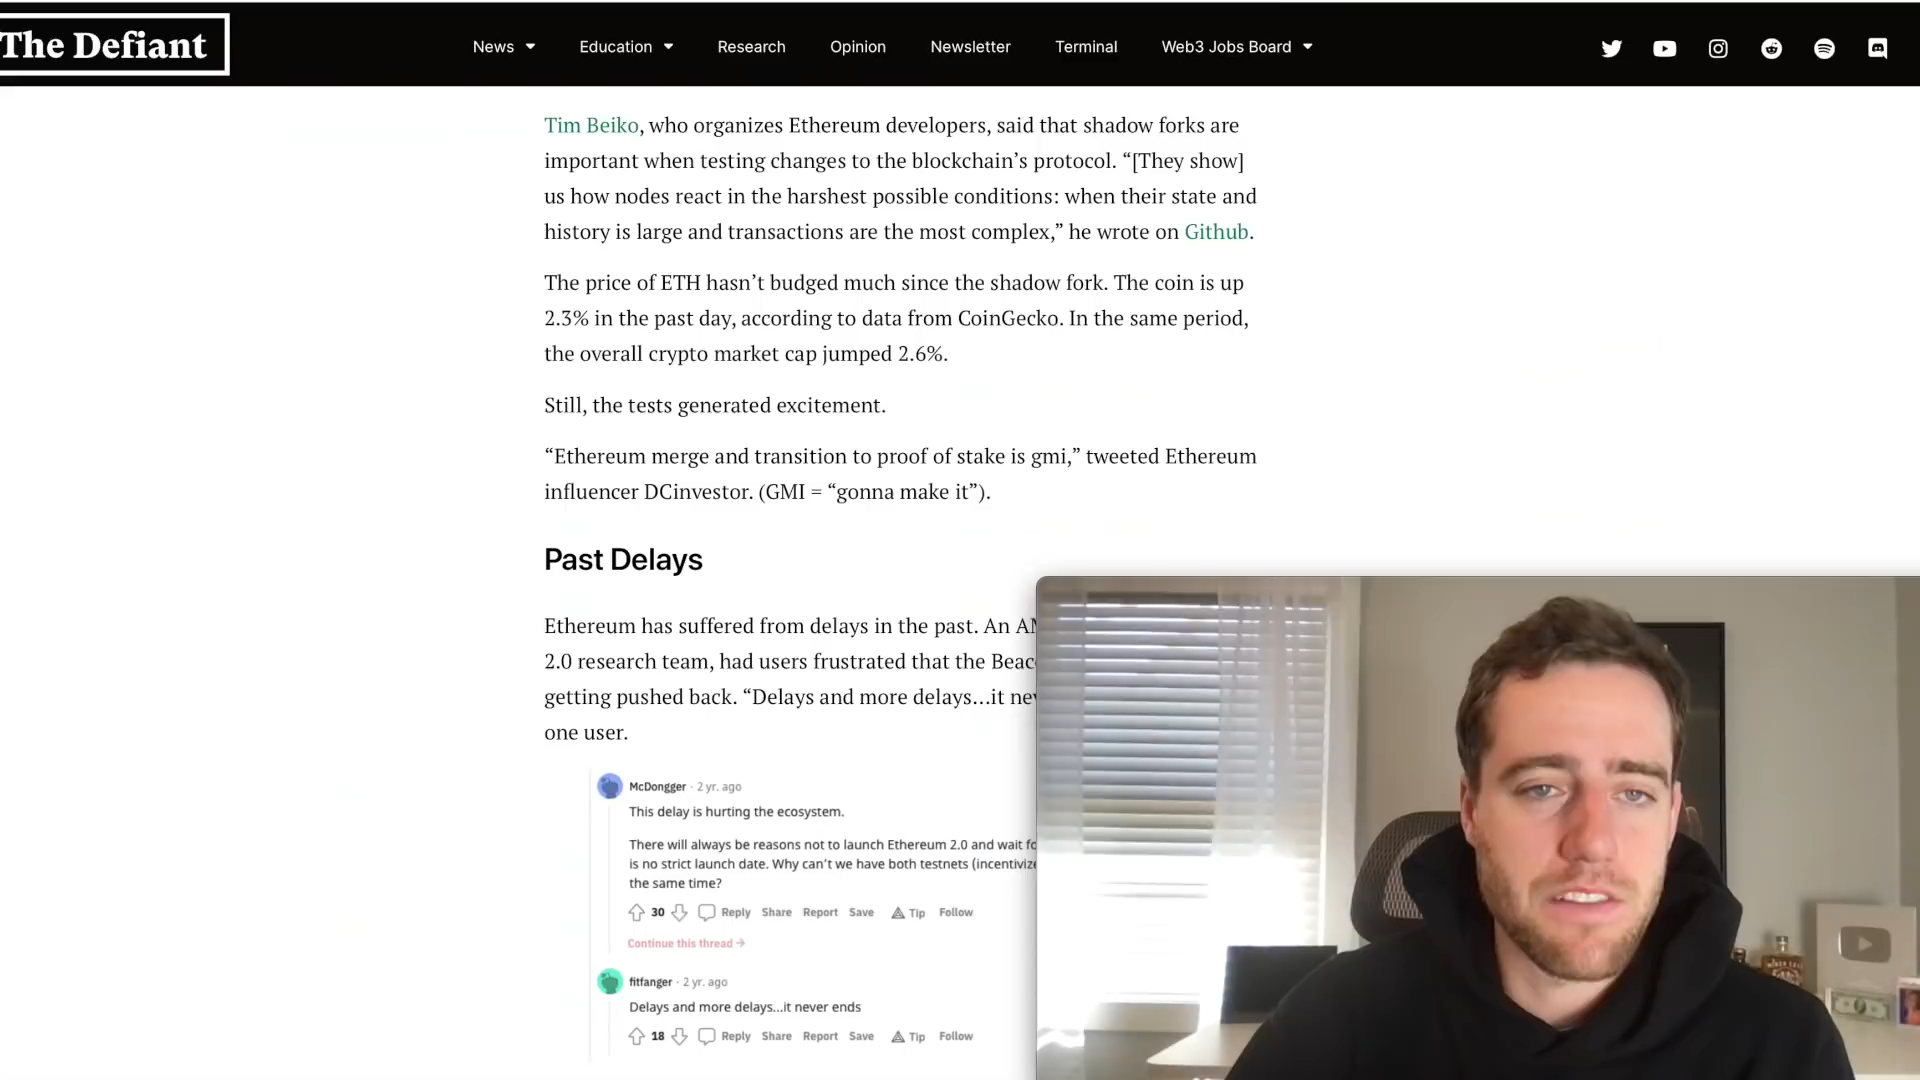 The Defiant
News Education Research Opinion Newsletter Terminal Web3 Jobs Board
Tim Beiko, who organizes Ethereum developers, said that shadow forks are
important when testing changes to the blockchain’s protocol. “[They show]
us how nodes react in the harshest possible conditions: when their state and
history is large and transactions are the most complex,” he wrote on Github.
The price of ETH hasn’t budged much since the shadow fork. The coin is up
2.3% in the past day, according to data from CoinGecko. In the same period,
the overall crypto market cap jumped 2.6%.
Still, the tests generated excitement.
“Ethereum merge and transition to proof of stake is gmi,” tweeted Ethereum
influencer DCinvestor. (GMI = “gonna make it”).
Past Delays
Ethereum has suffered from delays in the past. An
2.0 research team, had users frustrated that the
getting pushed back. “Delays and more delays…it
one user.
McDongger · 2 yr. ago
This delay is hurting the ecosystem.
There will always be reasons not to launch Ethereum 2.0 and wait
is no strict launch date. Why can't we have both testnets
the same time?
30 Reply Share Report Save Tip Follow
Continue this thread →
fitfanger · 2 yr. ago
Delays and more delays...it never ends
18 Reply Share Report Save Tip Follow